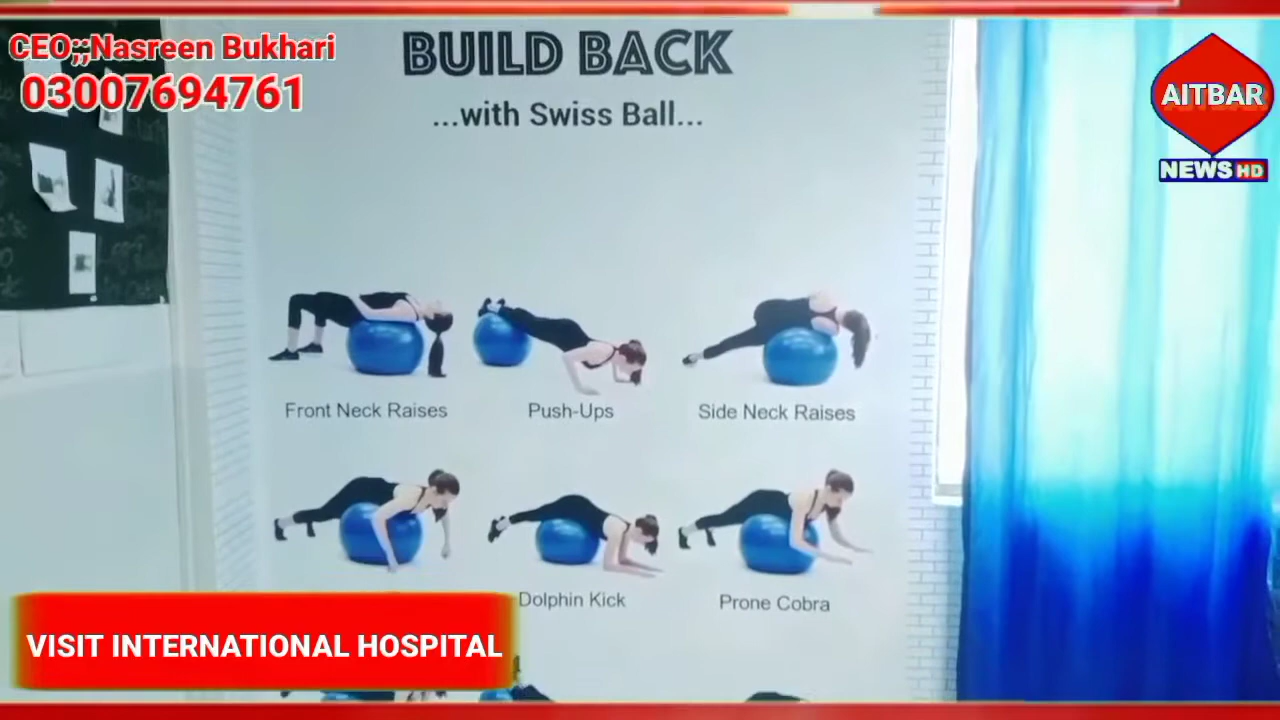 CEO;;Nasreen Bukhari
03007694761
BUILD BACK
...with Swiss Ball...
AITBAR
NEWS HD
Front Neck Raises
Push-Ups
Side Neck Raises
Dolphin Kick
Prone Cobra
VISIT INTERNATIONAL HOSPITAL